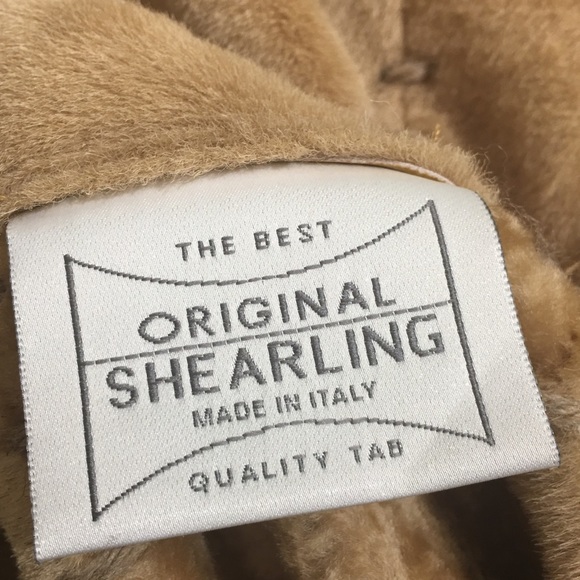 THE BEST
ORIGINAL
SHEARLING
MADE IN ITALY
QUALITY TAB